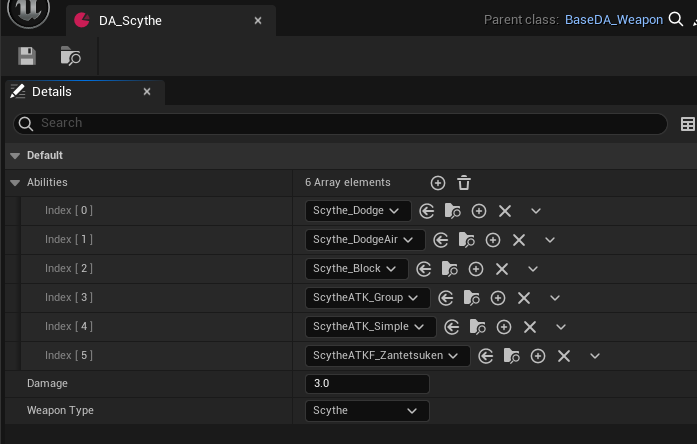 DA_Scythe
Parent class: BaseDA_Weapon
Details
Search
Default
Abilities 6 Array elements
Index [ 0 ] Scythe_Dodge
Index [ 1 ] Scythe_DodgeAir
Index [ 2 ] Scythe_Block
Index [ 3 ] ScytheATK_Group
Index [ 4 ] ScytheATK_Simple
Index [ 5 ] ScytheATKF_Zantetsuken
Damage 3.0
Weapon Type Scythe